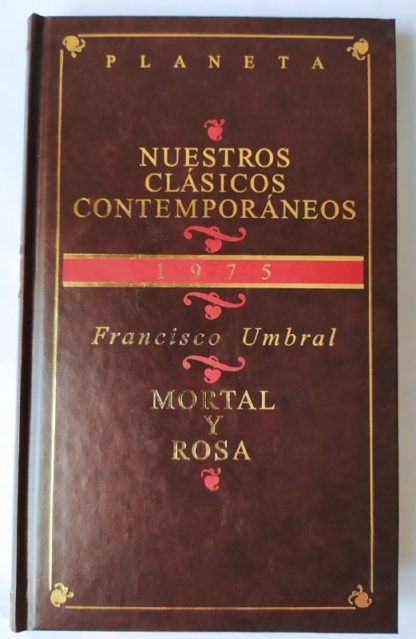 PLANETA
NUESTROS
CLÁSICOS
CONTEMPORÁNEOS
1975
Francisco Umbral
MORTAL
Y
ROSA